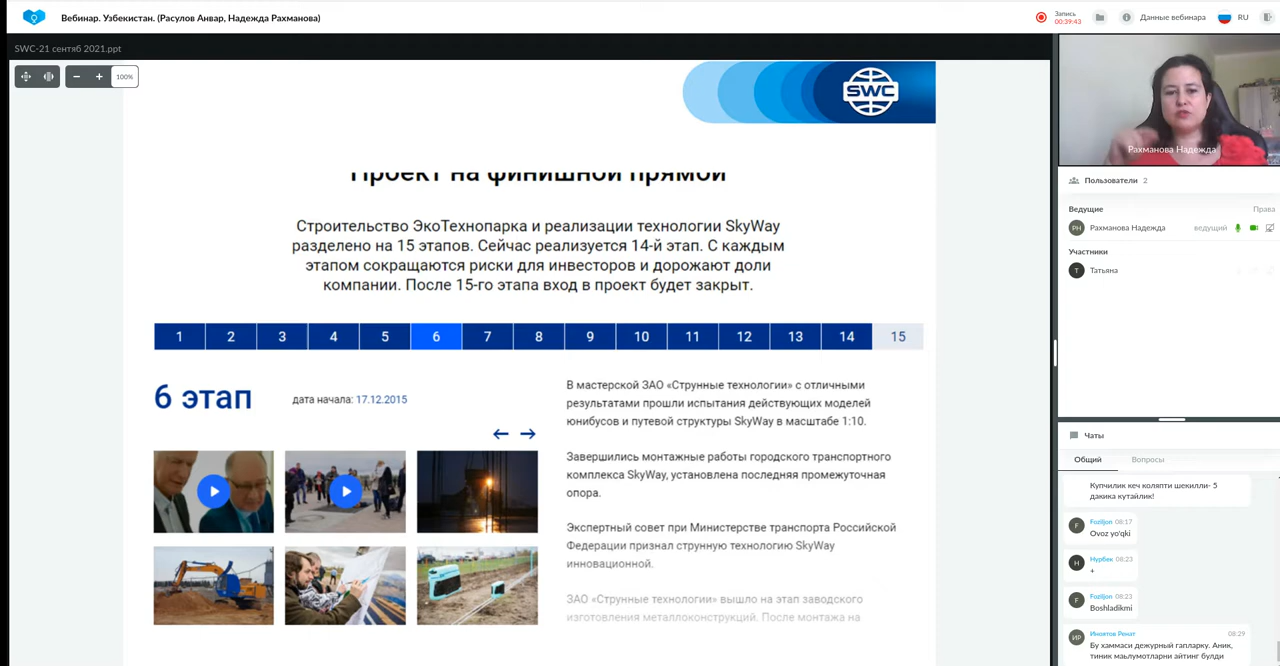 Вебинар. Узбекистан. (Расулов Анвар, Надежда Рахманова)
Запись
00:39:43
Данные вебинара
RU
SWC-21 сентяб 2021.ppt
100%
SWC
Проект на финишной прямой
Строительство ЭкоТехнопарка и реализации технологии SkyWay
разделено на 15 этапов. Сейчас реализуется 14-й этап. С каждым
этапом сокращаются риски для инвесторов и дорожают доли
компании. После 15-го этапа вход в проект будет закрыт.
1 2 3 4 5 6 7 8 9 10 11 12 13 14 15
6 этап
дата начала: 17.12.2015
В мастерской ЗАО «Струнные технологии» с отличными
результатами прошли испытания действующих моделей
юнибусов и путевой структуры SkyWay в масштабе 1:10.
Завершились монтажные работы городского транспортного
комплекса SkyWay, установлена последняя промежуточная
опора.
Экспертный совет при Министерстве транспорта Российской
Федерации признал струнную технологию SkyWay
инновационной.
ЗАО «Струнные технологии» вышло на этап заводского
изготовления металлоконструкций. После монтажа на
Рахманова Надежда
Пользователи 2
Ведущие
Права
РН
Рахманова Надежда
ведущий
Участники
Т
Татьяна
Чаты
Общий
Вопросы
Купчилик кеч коляпти шекилли- 5
дакика кутайлик!
F
Foziljon 08:17
Ovoz yo'qki
Н
Нурбек 08:23
+
F
Foziljon 08:23
Boshladikmi
ИР
Иноятов Ренат 08:29
Бу хаммаси дежурный гапларку. Аник,
тиник маьлумотларни айтинг булди